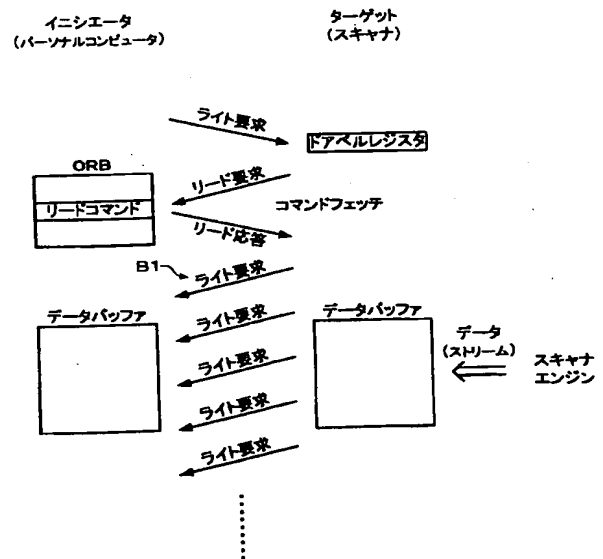 イニシエータ
(パーソナルコンピュータ)
ターゲット
(スキャナ)
ライト要求
ドアベルレジスタ
ORB
リード要求
リードコマンド
コマンドフェッチ
リード応答
B1
ライト要求
データバッファ
ライト要求
データバッファ
データ
(ストリーム)
スキャナ
エンジン
ライト要求
ライト要求
ライト要求